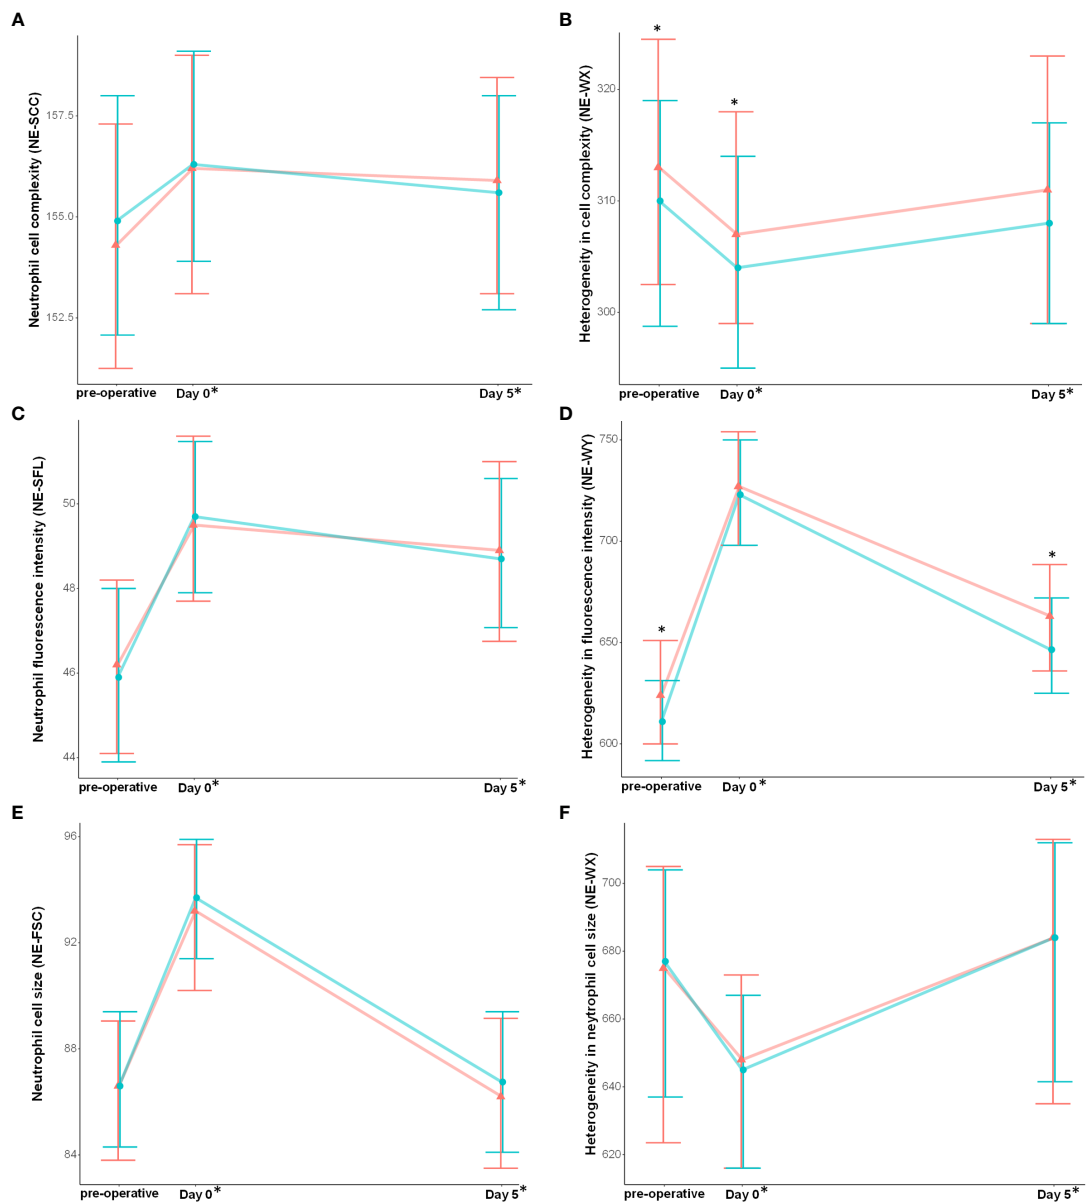 A
Neutrophil cell complexity (NE-SCC)
157.5
155.0
152.5
pre-operative Day 0* Day 5*
B
Heterogeneity in cell complexity (NE-WX)
320
310
300
* *
pre-operative Day 0* Day 5*
C
Neutrophil fluorescence intensity (NE-SFL)
50
48
46
44
pre-operative Day 0* Day 5*
D
Heterogeneity in fluorescence intensity (NE-WY)
750
700
650
600
* *
pre-operative Day 0* Day 5*
E
Neutrophil cell size (NE-FSC)
96
92
88
84
pre-operative Day 0* Day 5*
F
Heterogeneity in neytrophil cell size (NE-WX)
700
680
660
640
620
pre-operative Day 0* Day 5*